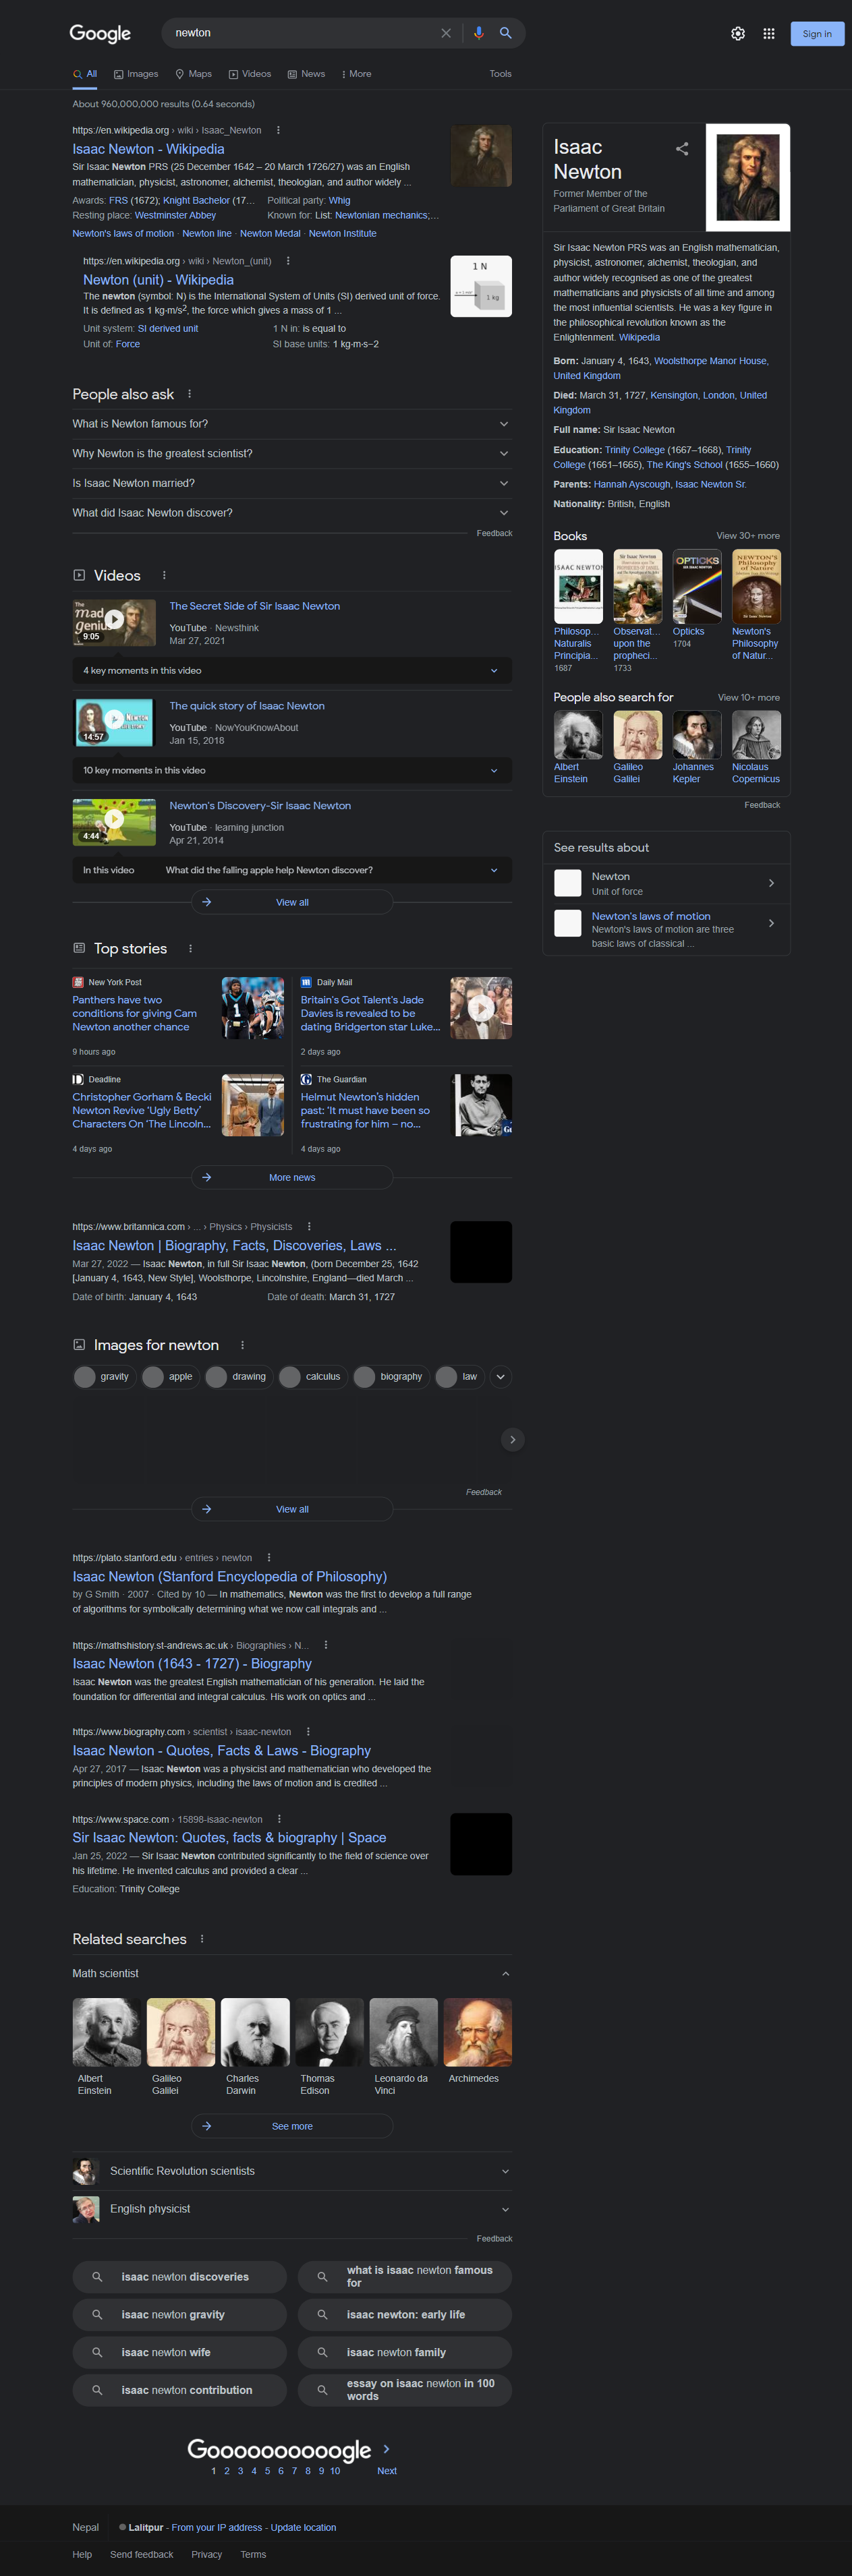 Google
newton
Sign in
All Images Maps Videos News More Tools
About 960,000,000 results (0.64 seconds)
https://en.wikipedia.org › wiki › Isaac_Newton
Isaac Newton - Wikipedia
Sir Isaac Newton PRS (25 December 1642 – 20 March 1726/27) was an English
mathematician, physicist, astronomer, alchemist, theologian, and author widely ...
Awards: FRS (1672); Knight Bachelor (17... Political party: Whig
Resting place: Westminster Abbey Known for: List: Newtonian mechanics;...
Newton's laws of motion · Newton line · Newton Medal · Newton Institute
https://en.wikipedia.org › wiki › Newton_(unit)
Newton (unit) - Wikipedia
The newton (symbol: N) is the International System of Units (SI) derived unit of force.
It is defined as 1 kg⋅m/s², the force which gives a mass of 1 ...
Unit system: SI derived unit 1 N in: is equal to
Unit of: Force SI base units: 1 kg⋅m⋅s−2
1 N
1 kg
People also ask
What is Newton famous for?
Why Newton is the greatest scientist?
Is Isaac Newton married?
What did Isaac Newton discover?
Feedback
Videos
The mad genius
9:05
The Secret Side of Sir Isaac Newton
YouTube · Newsthink
Mar 27, 2021
4 key moments in this video
14:57
The quick story of Isaac Newton
YouTube · NowYouKnowAbout
Jan 15, 2018
10 key moments in this video
4:44
Newton's Discovery-Sir Isaac Newton
YouTube · learning junction
Apr 21, 2014
In this video What did the falling apple help Newton discover?
View all
Top stories
New York Post
Panthers have two
conditions for giving Cam
Newton another chance
9 hours ago
Daily Mail
Britain's Got Talent's Jade
Davies is revealed to be
dating Bridgerton star Luke...
2 days ago
Deadline
Christopher Gorham & Becki
Newton Revive ‘Ugly Betty’
Characters On ‘The Lincoln...
4 days ago
The Guardian
Helmut Newton’s hidden
past: ‘It must have been so
frustrating for him – no...
4 days ago
More news
https://www.britannica.com › ... › Physics › Physicists
Isaac Newton | Biography, Facts, Discoveries, Laws ...
Mar 27, 2022 — Isaac Newton, in full Sir Isaac Newton, (born December 25, 1642
[January 4, 1643, New Style], Woolsthorpe, Lincolnshire, England—died March ...
Date of birth: January 4, 1643 Date of death: March 31, 1727
Images for newton
gravity apple drawing calculus biography law
Feedback
View all
https://plato.stanford.edu › entries › newton
Isaac Newton (Stanford Encyclopedia of Philosophy)
by G Smith · 2007 · Cited by 10 — In mathematics, Newton was the first to develop a full range
of algorithms for symbolically determining what we now call integrals and ...
https://mathshistory.st-andrews.ac.uk › Biographies › N...
Isaac Newton (1643 - 1727) - Biography
Isaac Newton was the greatest English mathematician of his generation. He laid the
foundation for differential and integral calculus. His work on optics and ...
https://www.biography.com › scientist › isaac-newton
Isaac Newton - Quotes, Facts & Laws - Biography
Apr 27, 2017 — Isaac Newton was a physicist and mathematician who developed the
principles of modern physics, including the laws of motion and is credited ...
https://www.space.com › 15898-isaac-newton
Sir Isaac Newton: Quotes, facts & biography | Space
Jan 25, 2022 — Sir Isaac Newton contributed significantly to the field of science over
his lifetime. He invented calculus and provided a clear ...
Education: Trinity College
Related searches
Math scientist
Albert Einstein
Galileo Galilei
Charles Darwin
Thomas Edison
Leonardo da Vinci
Archimedes
See more
Scientific Revolution scientists
English physicist
Feedback
isaac newton discoveries
what is isaac newton famous
for
isaac newton gravity
isaac newton: early life
isaac newton wife
isaac newton family
isaac newton contribution
essay on isaac newton in 100
words
Goooooooooogle
1 2 3 4 5 6 7 8 9 10 Next
Isaac
Newton
Former Member of the
Parliament of Great Britain
Sir Isaac Newton PRS was an English mathematician,
physicist, astronomer, alchemist, theologian, and
author widely recognised as one of the greatest
mathematicians and physicists of all time and among
the most influential scientists. He was a key figure in
the philosophical revolution known as the
Enlightenment. Wikipedia
Born: January 4, 1643, Woolsthorpe Manor House,
United Kingdom
Died: March 31, 1727, Kensington, London, United
Kingdom
Full name: Sir Isaac Newton
Education: Trinity College (1667–1668), Trinity
College (1661–1665), The King's School (1655–1660)
Parents: Hannah Ayscough, Isaac Newton Sr.
Nationality: British, English
Books View 30+ more
ISAAC NEWTON
OPTICKS
NEWTON'S
Philosophy
of Nature
Philosop...
Naturalis
Principia...
1687
Observat...
upon the
propheci...
1733
Opticks
1704
Newton's
Philosophy
of Natur...
People also search for View 10+ more
Albert
Einstein
Galileo
Galilei
Johannes
Kepler
Nicolaus
Copernicus
Feedback
See results about
Newton
Unit of force
Newton's laws of motion
Newton's laws of motion are three
basic laws of classical ...
Nepal Lalitpur - From your IP address - Update location
Help Send feedback Privacy Terms